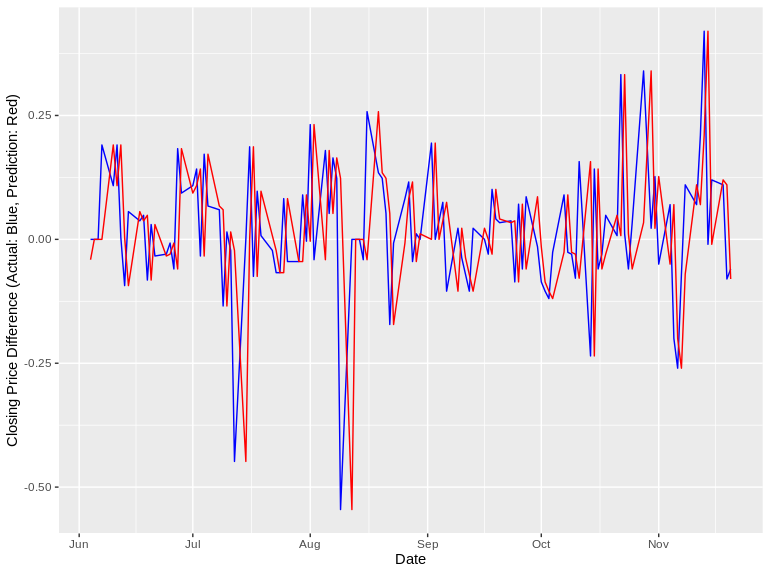 Closing Price Difference (Actual: Blue, Prediction: Red)
0.25
0.00
-0.25
-0.50
Jun Jul Aug Sep Oct Nov
Date